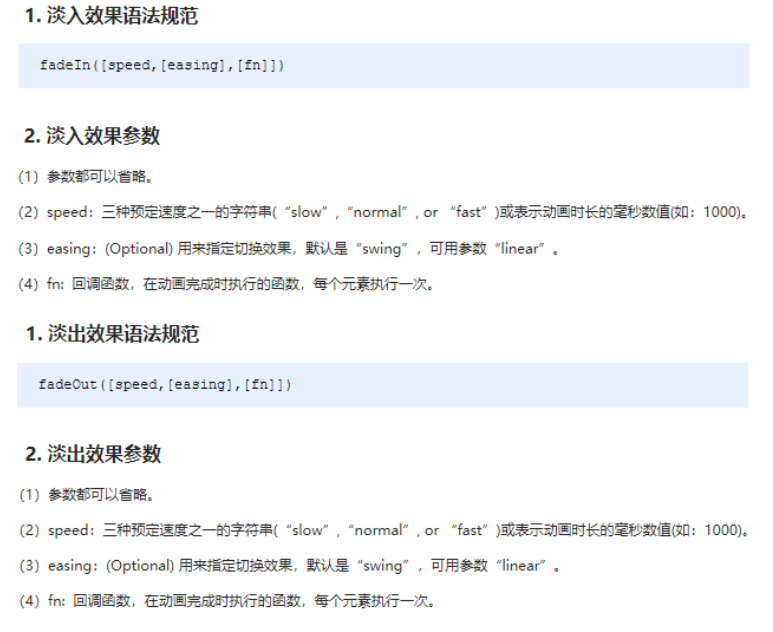 1. 淡入效果语法规范
fadeIn([speed,[easing],[fn]])
2. 淡入效果参数
(1) 参数都可以省略。
(2) speed：三种预定速度之一的字符串(“slow”,“normal”, or “fast”)或表示动画时长的毫秒数值(如：1000)。
(3) easing：(Optional) 用来指定切换效果，默认是“swing”，可用参数“linear”。
(4) fn: 回调函数，在动画完成时执行的函数，每个元素执行一次。
1. 淡出效果语法规范
fadeOut([speed,[easing],[fn]])
2. 淡出效果参数
(1) 参数都可以省略。
(2) speed：三种预定速度之一的字符串(“slow”,“normal”, or “fast”)或表示动画时长的毫秒数值(如：1000)。
(3) easing：(Optional) 用来指定切换效果，默认是“swing”，可用参数“linear”。
(4) fn: 回调函数，在动画完成时执行的函数，每个元素执行一次。